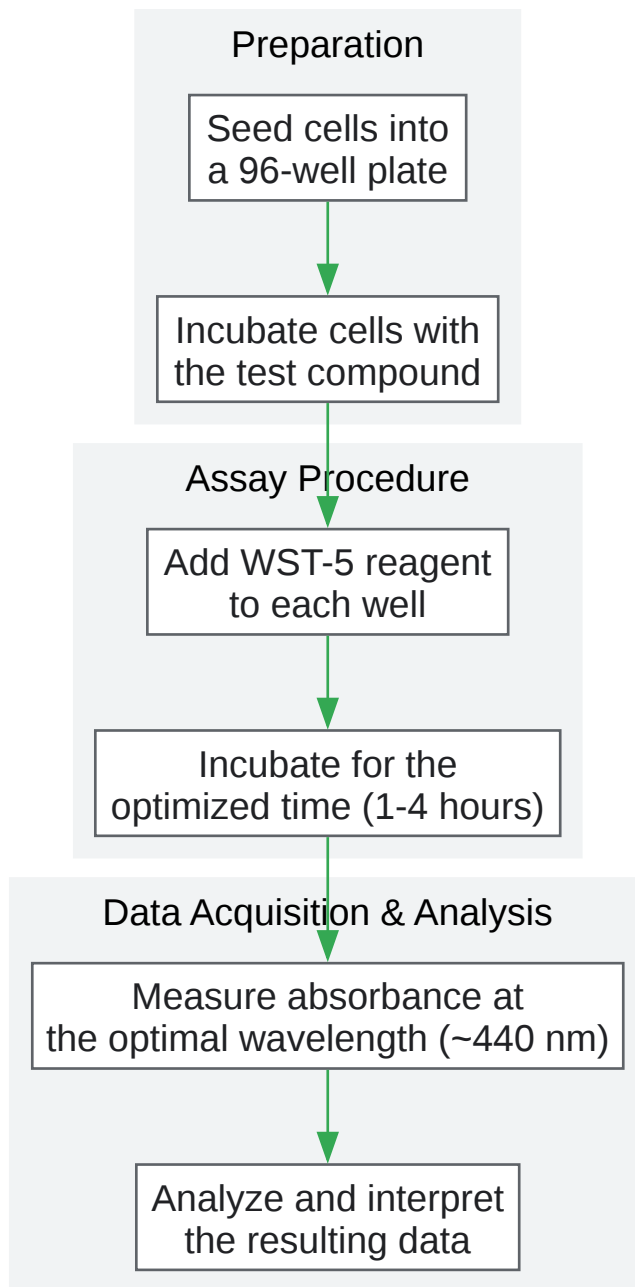 Preparation
Seed cells into
a 96-well plate
Incubate cells with
the test compound
Assay Procedure
Add WST-5 reagent
to each well
Incubate for the
optimized time (1-4 hours)
Data Acquisition & Analysis
Measure absorbance at
the optimal wavelength (~440 nm)
Analyze and interpret
the resulting data